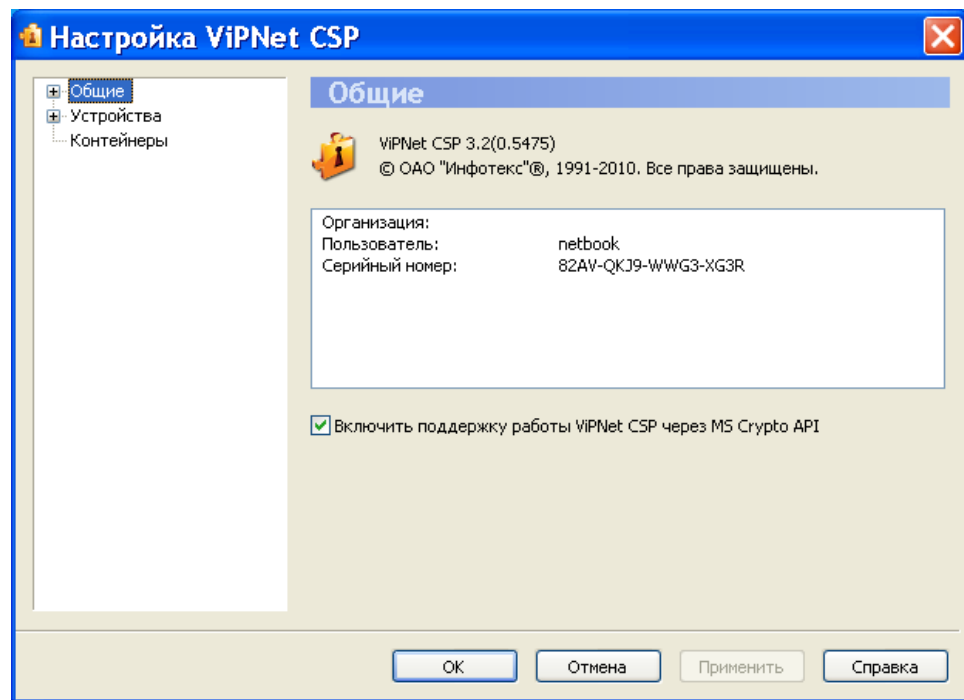 Настройка ViPNet CSP
Общие
Устройства
Контейнеры
Общие
ViPNet CSP 3.2(0.5475)
© ОАО "Инфотекс"®, 1991-2010. Все права защищены.
Организация:
Пользователь: netbook
Серийный номер: 82AV-QKJ9-WWG3-XG3R
Включить поддержку работы ViPNet CSP через MS Crypto API
OK
Отмена
Применить
Справка